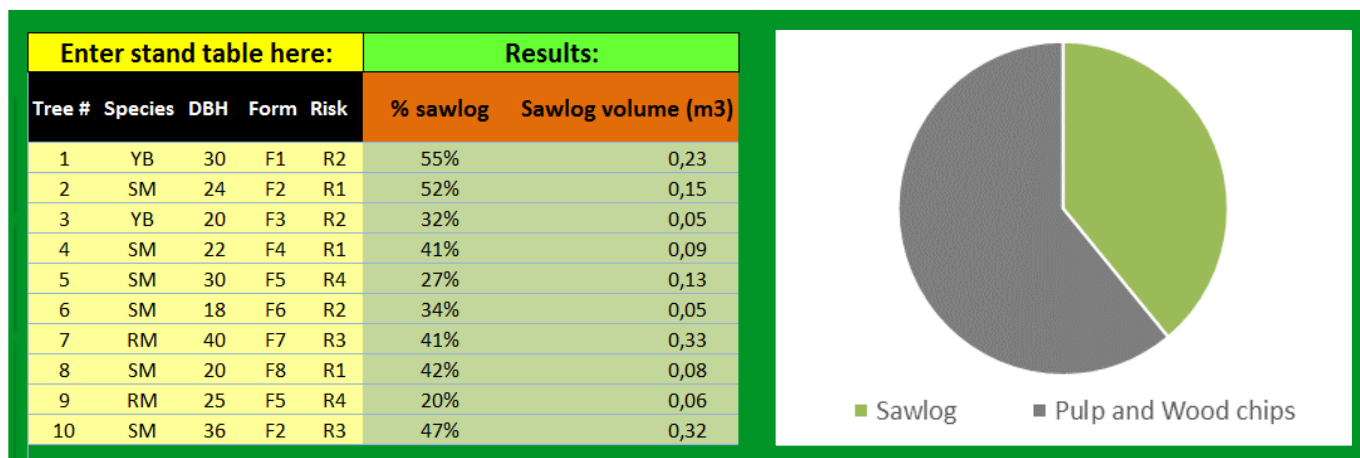 Enter stand table here: Results:
Tree # Species DBH Form Risk % sawlog Sawlog volume (m3)
1 YB 30 F1 R2 55% 0,23
2 SM 24 F2 R1 52% 0,15
3 YB 20 F3 R2 32% 0,05
4 SM 22 F4 R1 41% 0,09
5 SM 30 F5 R4 27% 0,13
6 SM 18 F6 R2 34% 0,05
7 RM 40 F7 R3 41% 0,33
8 SM 20 F8 R1 42% 0,08
9 RM 25 F5 R4 20% 0,06
10 SM 36 F2 R3 47% 0,32
Sawlog Pulp and Wood chips